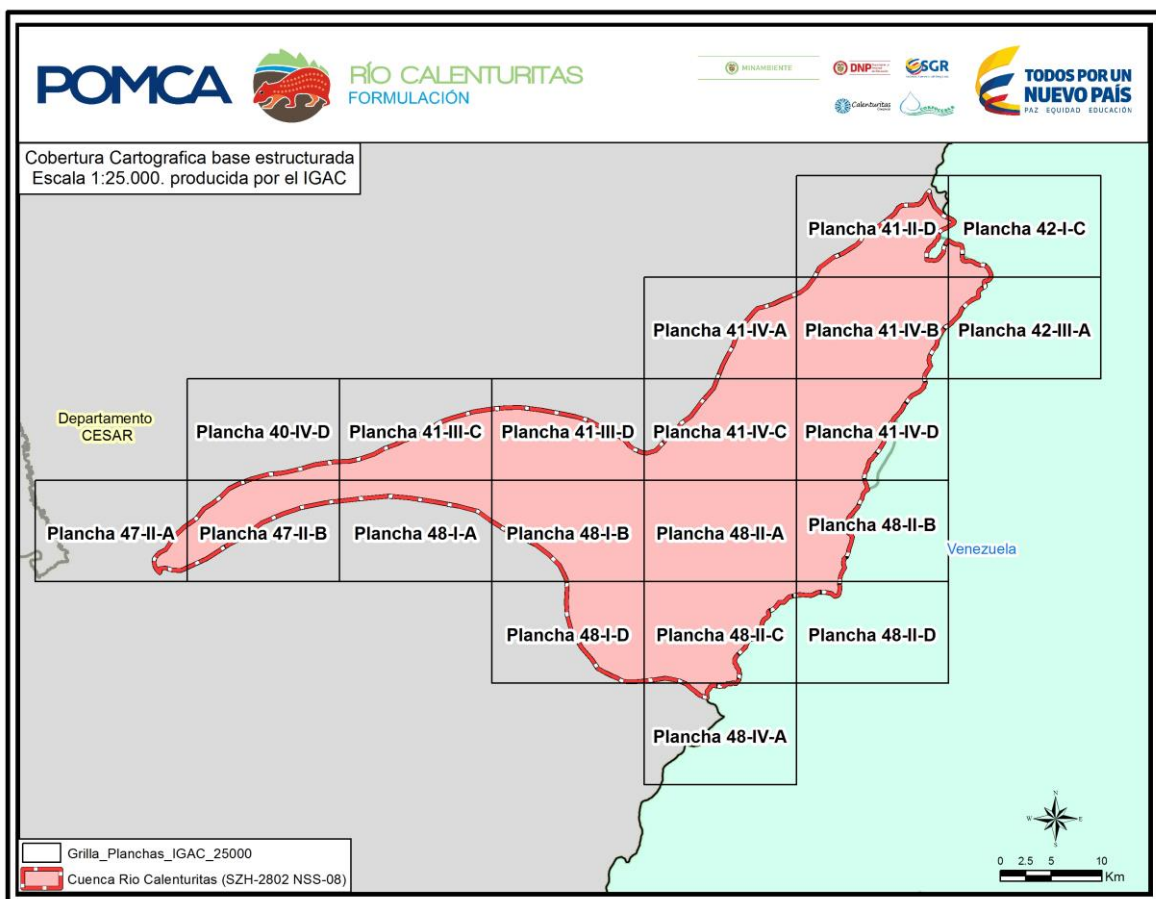 POMCA
RÍO CALENTURITAS
FORMULACIÓN
MINAMBIENTE
DNP
SGR
Calenturitas
TODOS POR UN
NUEVO PAÍS
PAZ EQUIDAD EDUCACIÓN
Cobertura Cartografica base estructurada
Escala 1:25.000. producida por el IGAC
Plancha 41-II-D
Plancha 42-I-C
Plancha 41-IV-A
Plancha 41-IV-B
Plancha 42-III-A
Departamento
CESAR
Plancha 40-IV-D
Plancha 41-III-C
Plancha 41-III-D
Plancha 41-IV-C
Plancha 41-IV-D
Plancha 47-II-A
Plancha 47-II-B
Plancha 48-I-A
Plancha 48-I-B
Plancha 48-II-A
Plancha 48-II-B
Venezuela
Plancha 48-I-D
Plancha 48-II-C
Plancha 48-II-D
Plancha 48-IV-A
N
W
E
S
Grilla_Planchas_IGAC_25000
Cuenca Rio Calenturitas (SZH-2802 NSS-08)
0 2.5 5 10
Km